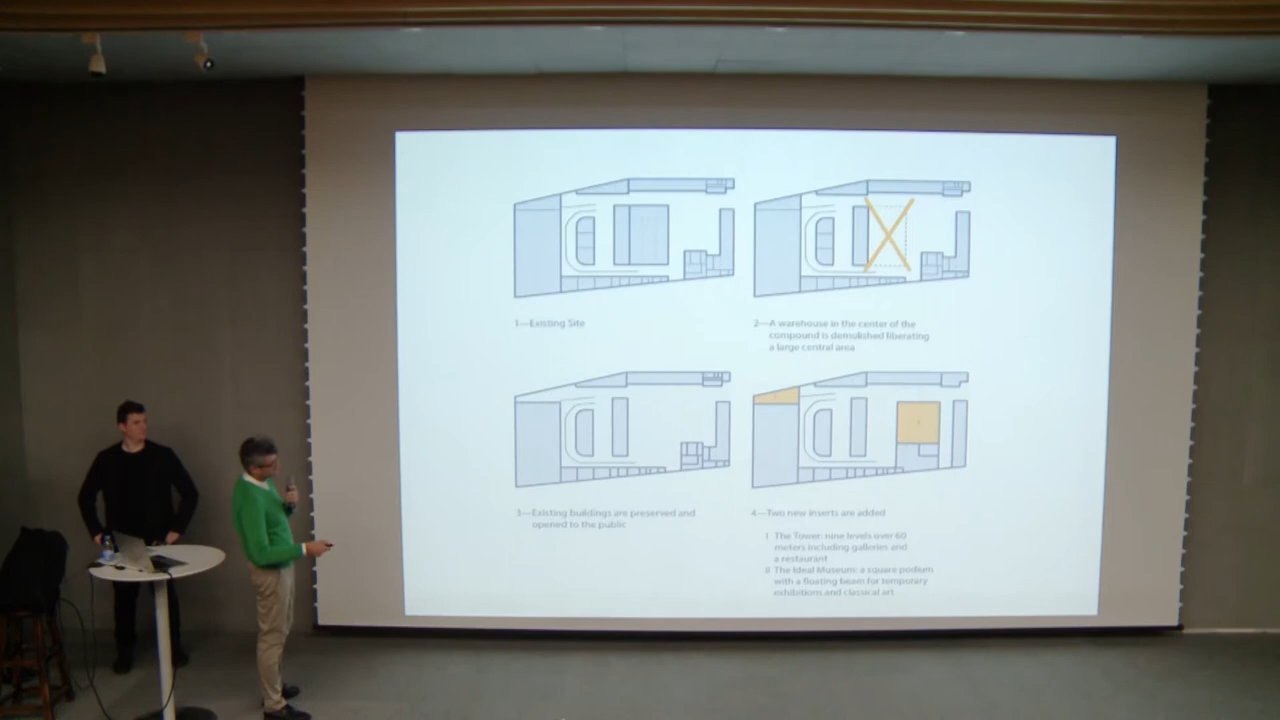 1—Existing Site
2—A warehouse in the center of the
compound is demolished liberating
a large central area
3—Existing buildings are preserved and
opened to the public
4—Two new inserts are added
I The Tower: nine levels over 60
meters including galleries and
a restaurant
II The Ideal Museum: a square podium
with a floating beam for temporary
exhibitions and classical art